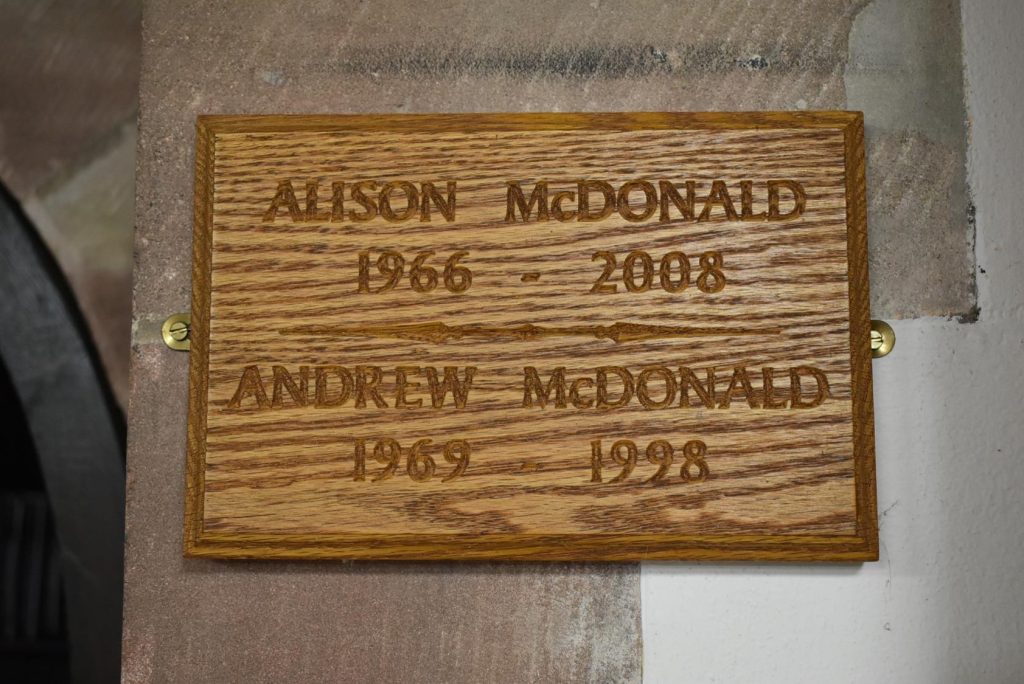 ALISON McDONALD
1966 - 2008
ANDREW McDONALD
1969 - 1998